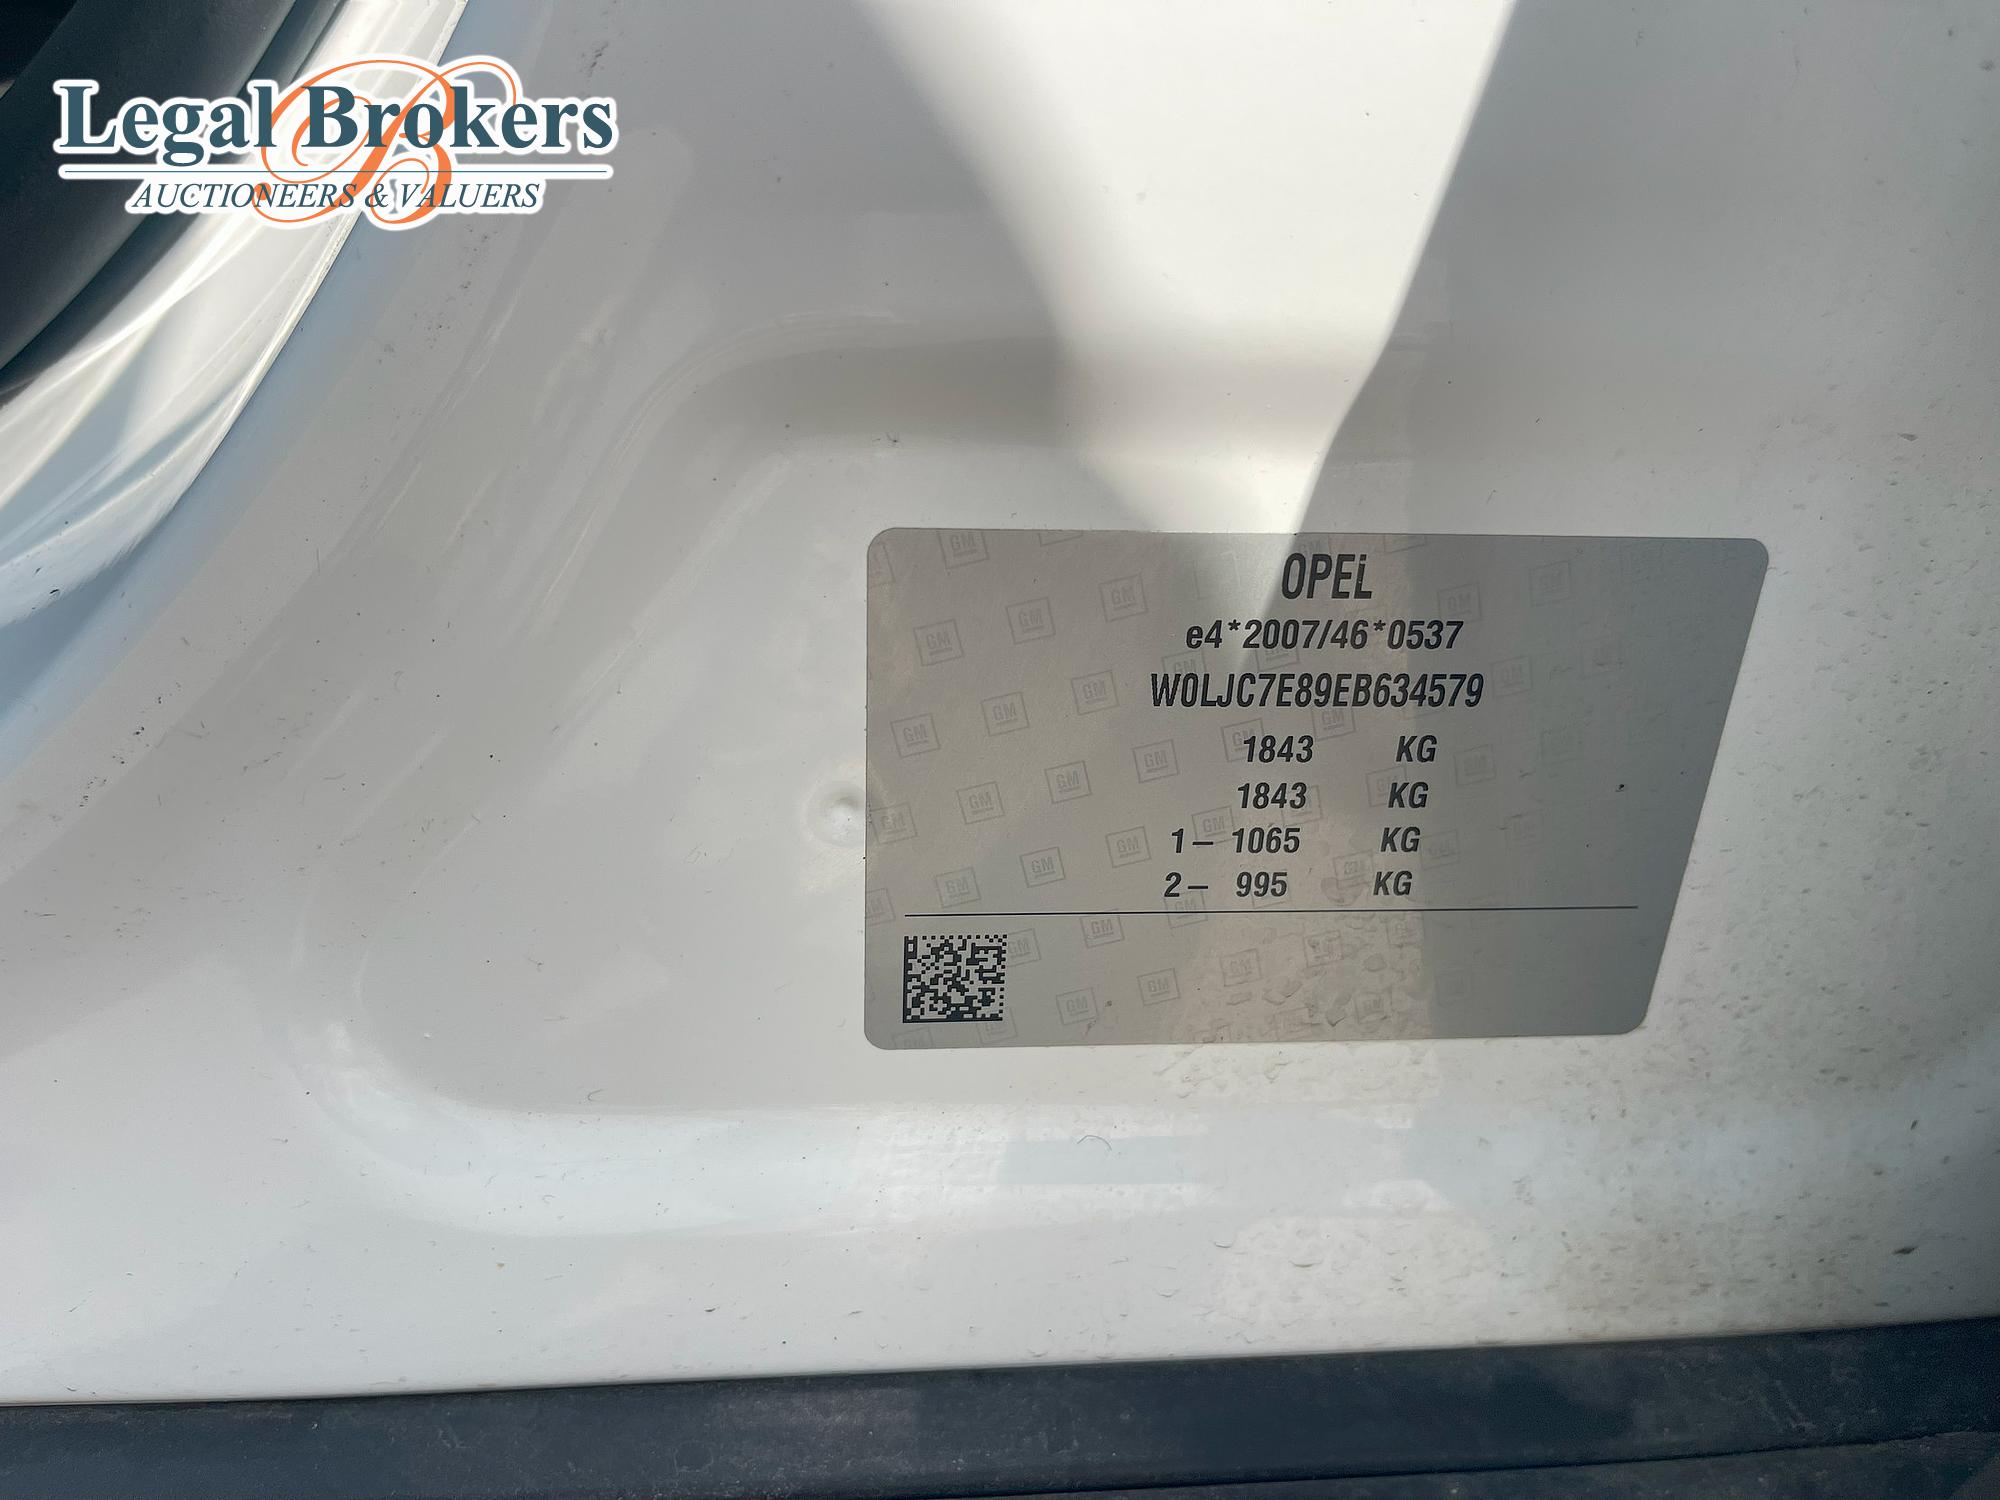 Legal Brokers
AUCTIONEERS & VALUERS
OPEL
e4*2007/46*0537
W0LJC7E89EB634579
1843 KG
1843 KG
1– 1065 KG
2– 995 KG